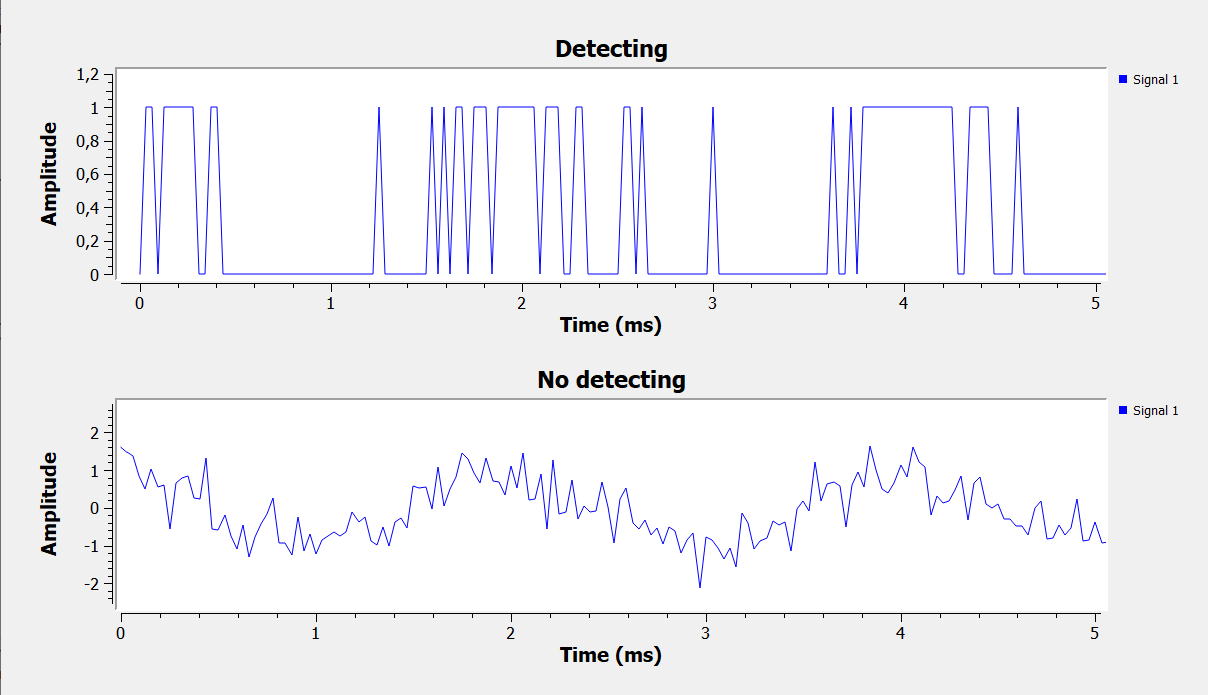 Detecting
1,2
1
0,8
0,6
0,4
0,2
0
Amplitude
Signal 1
0 1 2 3 4 5
Time (ms)
No detecting
2
1
0
-1
-2
Amplitude
Signal 1
0 1 2 3 4 5
Time (ms)